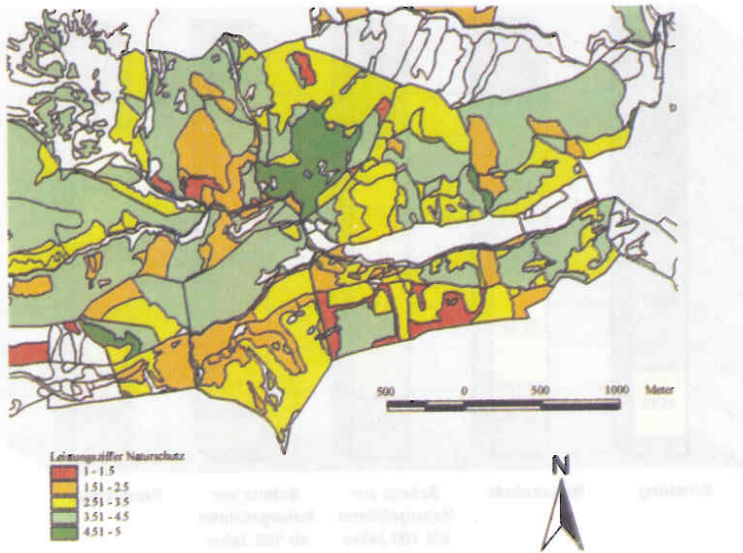 500 0 500 1000 Meter
Leistungsziffer Naturschutz
1 - 1.5
1.51 - 2.5
2.51 - 3.5
3.51 - 4.5
4.51 - 5
N